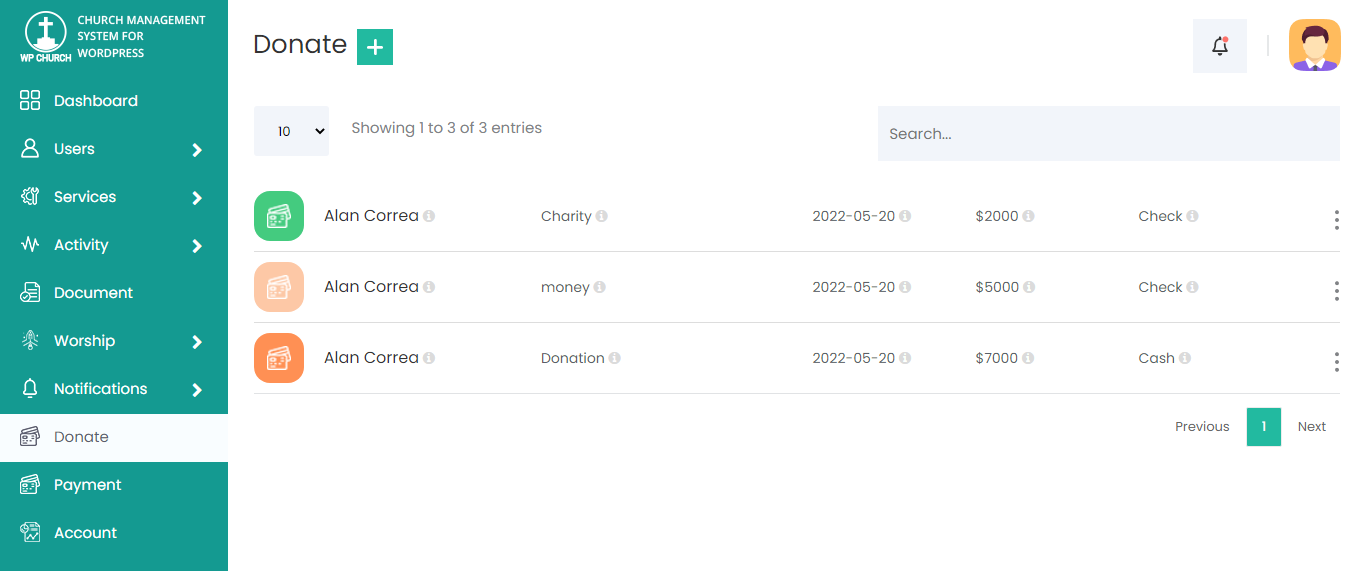 CHURCH MANAGEMENT
SYSTEM FOR
WORDPRESS
WP CHURCH
Dashboard
Users
Services
Activity
Document
Worship
Notifications
Donate
Payment
Account
Donate +
10 Showing 1 to 3 of 3 entries Search...
Alan Correa Charity 2022-05-20 $2000 Check
Alan Correa money 2022-05-20 $5000 Check
Alan Correa Donation 2022-05-20 $7000 Cash
Previous 1 Next